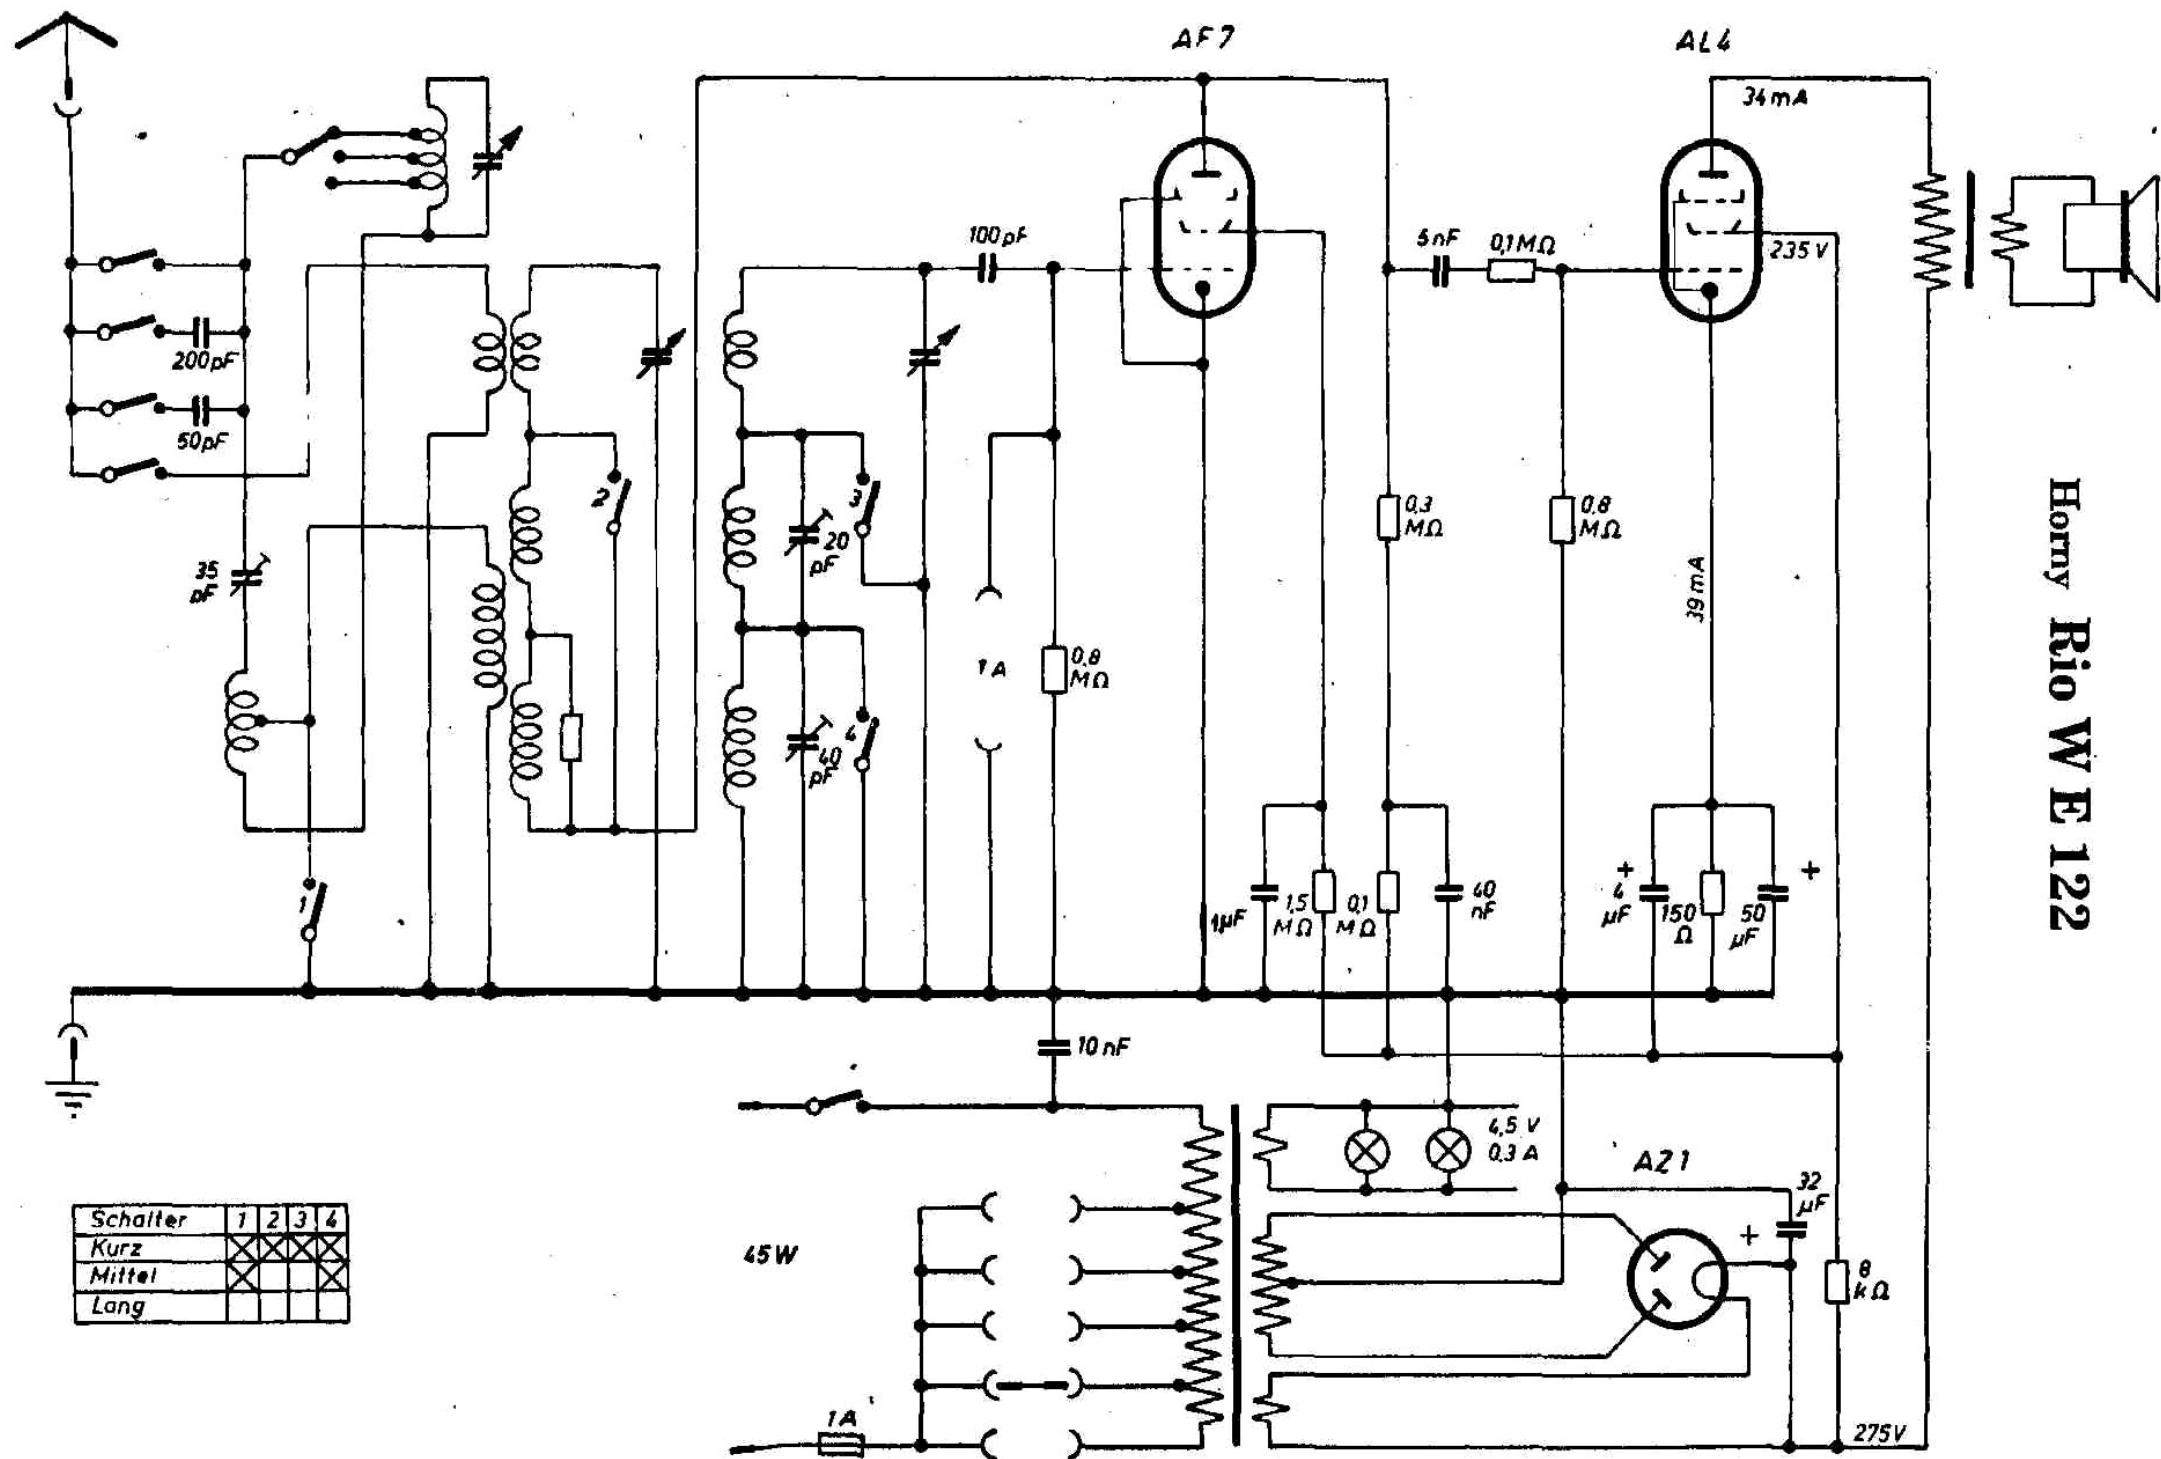 AF7
AL4
34mA
100pF
5nF
0,1MΩ
235V
200pF
50pF
2
3
20
pF
35
pF
0,3
MΩ
0,8
MΩ
39mA
1A
0,8
MΩ
4
40
pF
1
1µF
1,5
MΩ
0,1
MΩ
40
nF
+
4
µF
150
Ω
50
µF
+
10nF
4,5 V
0,3 A
AZ1
32
µF
+
45W
8
kΩ
1A
275V
Schalter 1 2 3 4
Kurz X X X X
Mittel X X
Lang
Horny Rio W E 122